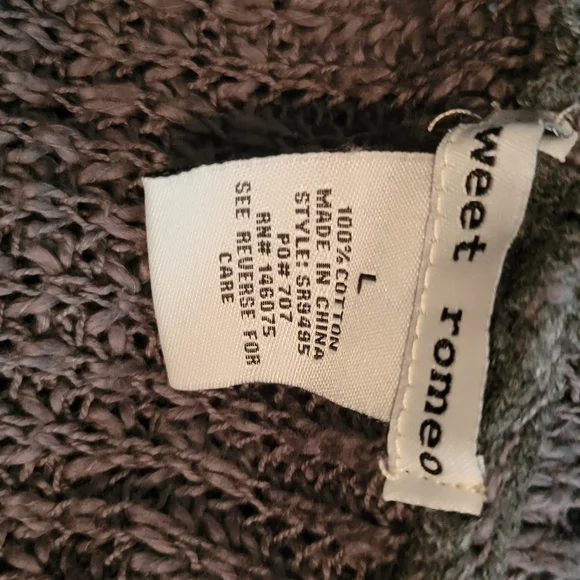 weet romeo
L
100% COTTON
MADE IN CHINA
STYLE: SR9495
PO# 707
RN# 146075
SEE REVERSE FOR
CARE